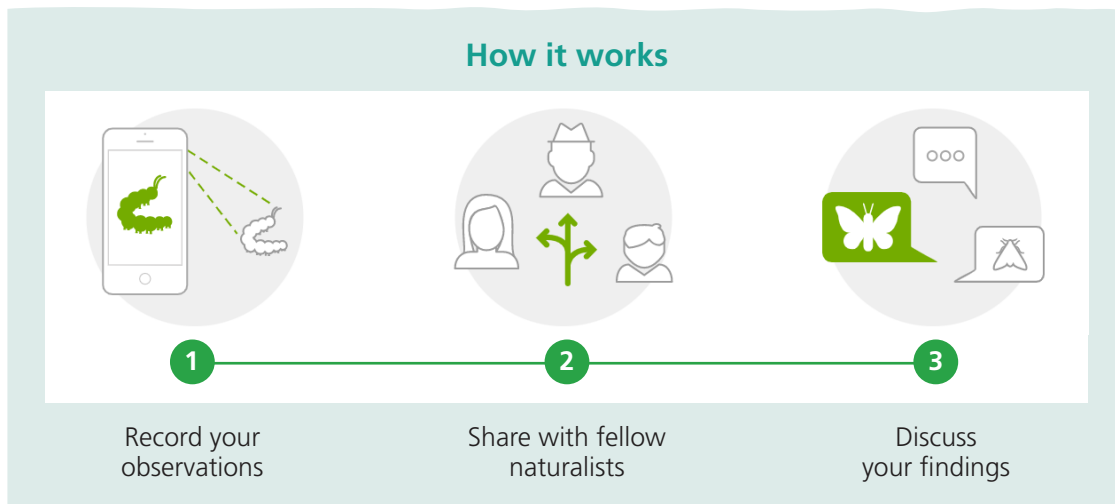 How it works
1
2
3
Record your
observations
Share with fellow
naturalists
Discuss
your findings